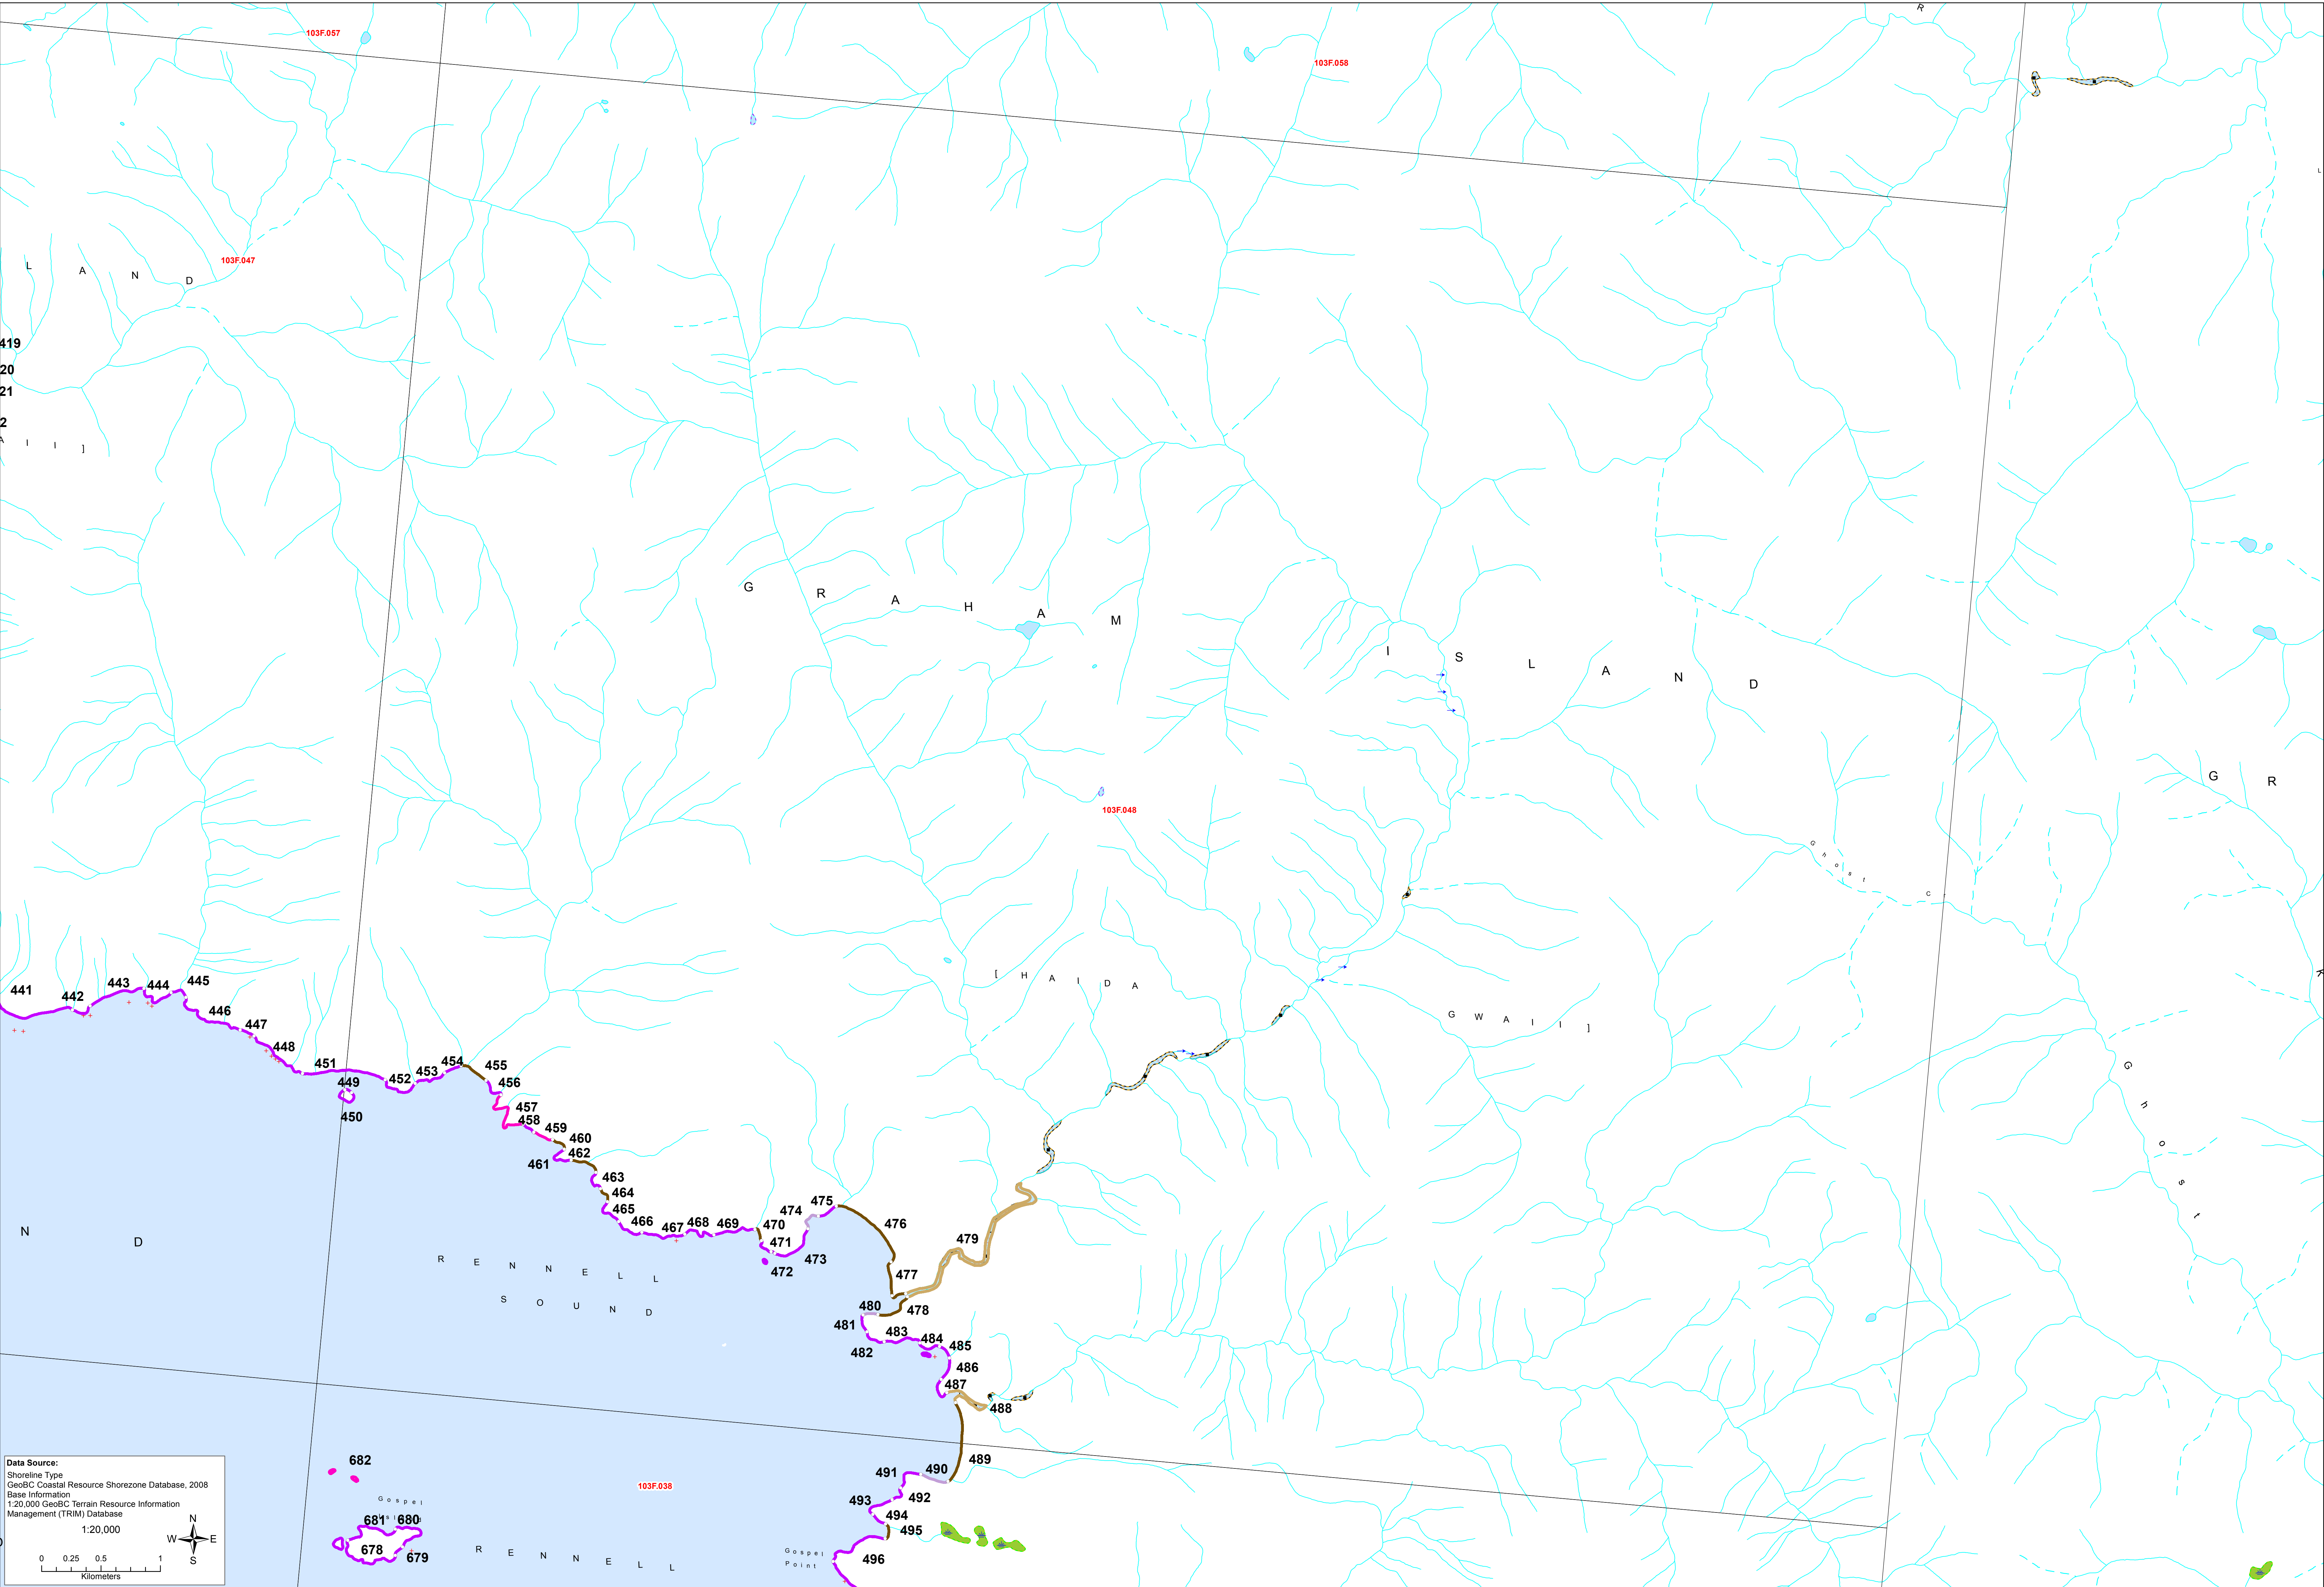 R
103F.057
103F.058
L
103F.047
L A N D
419
20
21
2
A I I ]
G R A H A M
I S L A N D
G R
103F.048
Ghost C
[ H A I D A
G W A I I ]
K
441
442
443
444
445
446
447
448
451
449
450
452
453
454
455
456
457
458
459
460
461
462
463
464
465
466
467
468
469
470
471
472
473
474
475
476
477
478
479
480
481
482
483
484
485
486
487
488
489
490
491
492
493
494
495
496
Ghost
N D
R E N N E L L
S O U N D
682
Gospel
681
680
678
679
103F.038
R E N N E L L
Gospel
Point
Data Source:
Shoreline Type
GeoBC Coastal Resource Shorezone Database, 2008
Base Information
1:20,000 GeoBC Terrain Resource Information
Management (TRIM) Database
1:20,000
N
W E
S
0 0.25 0.5 1
Kilometers